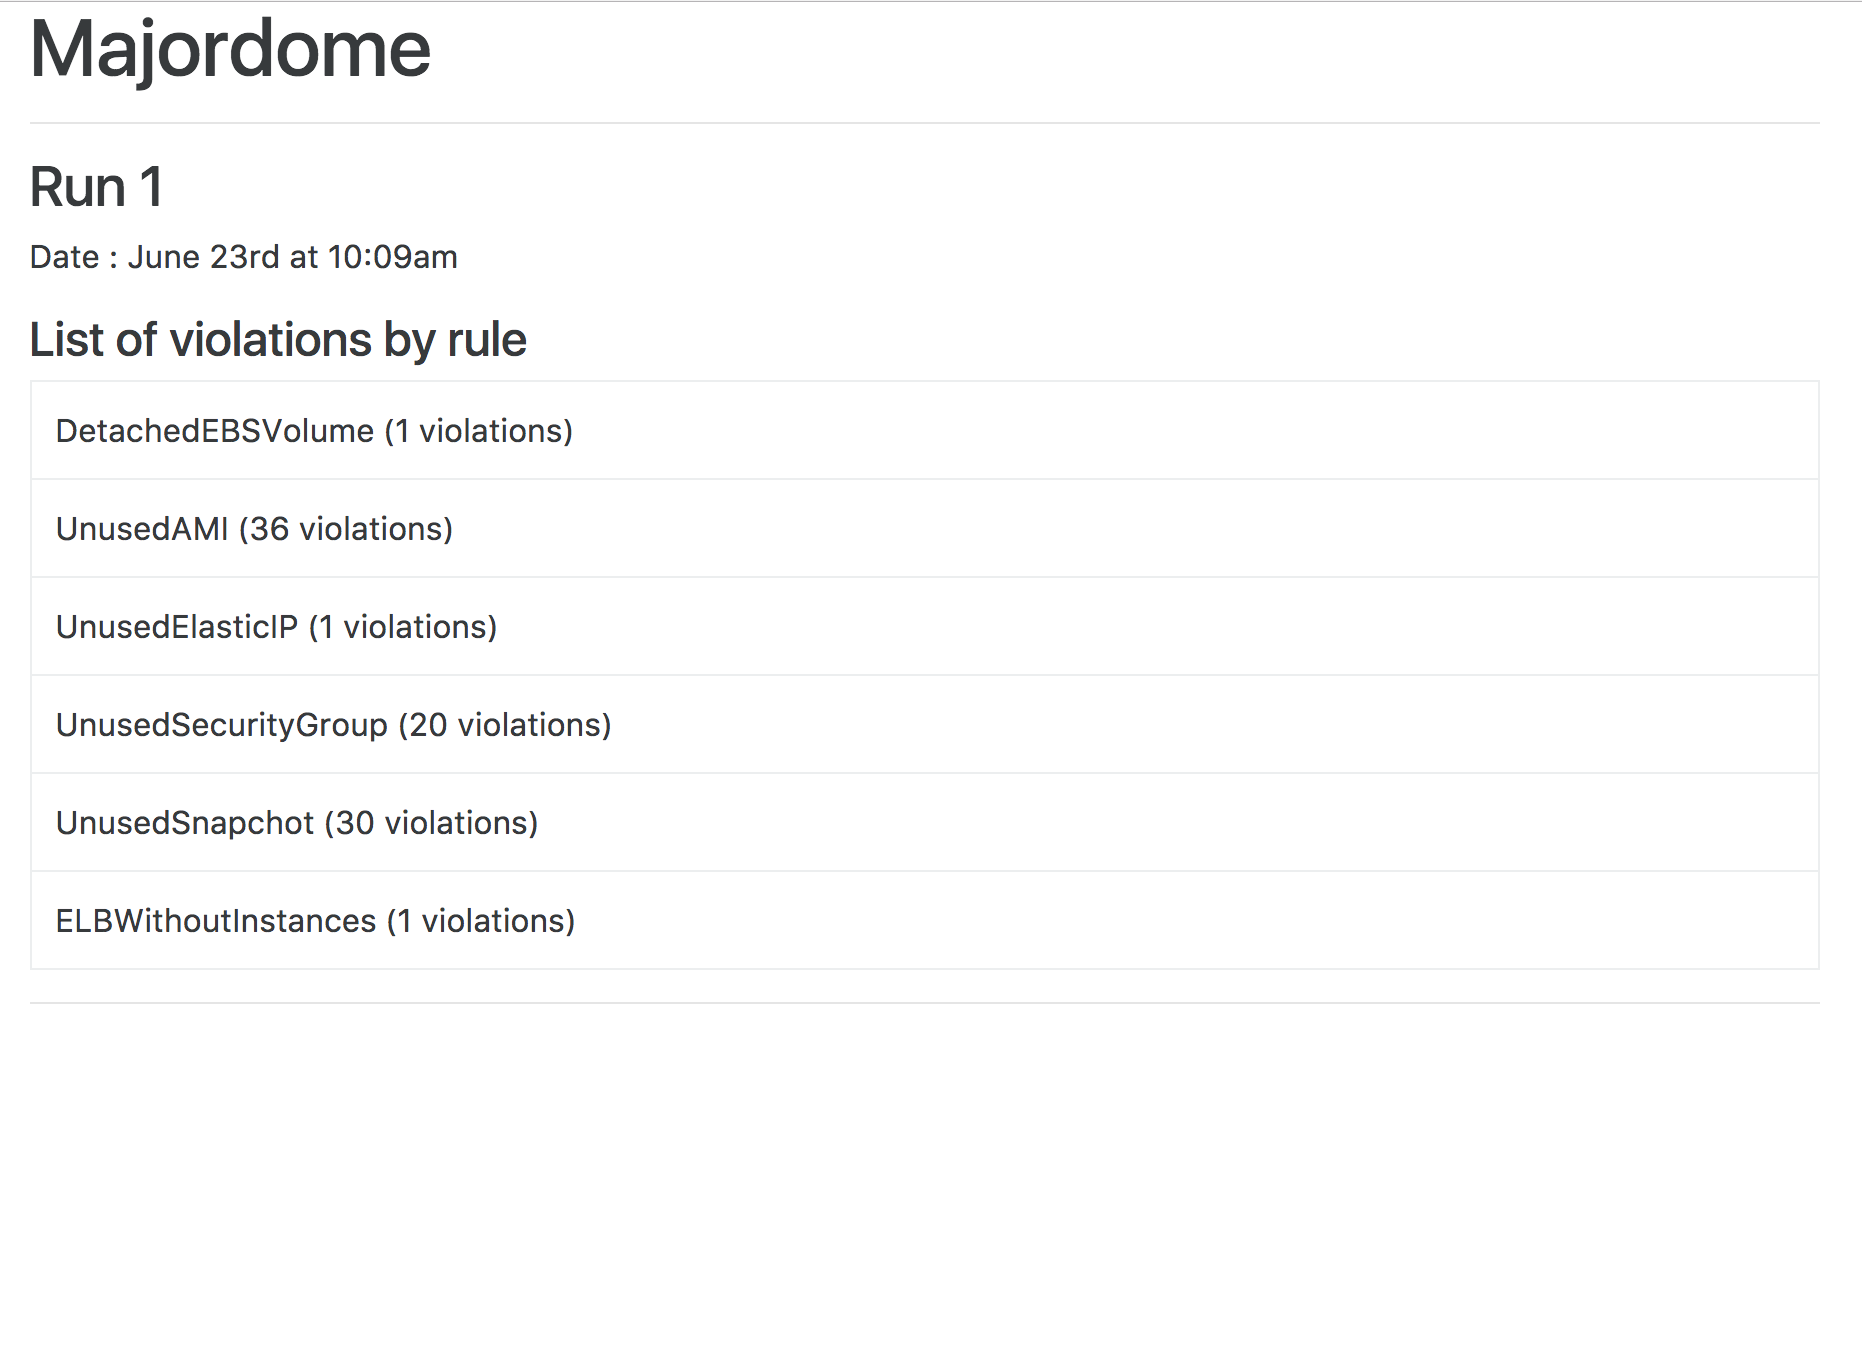 Majordome
Run 1
Date : June 23rd at 10:09am
List of violations by rule
DetachedEBSVolume (1 violations)
UnusedAMI (36 violations)
UnusedElasticIP (1 violations)
UnusedSecurityGroup (20 violations)
UnusedSnapchot (30 violations)
ELBWithoutInstances (1 violations)